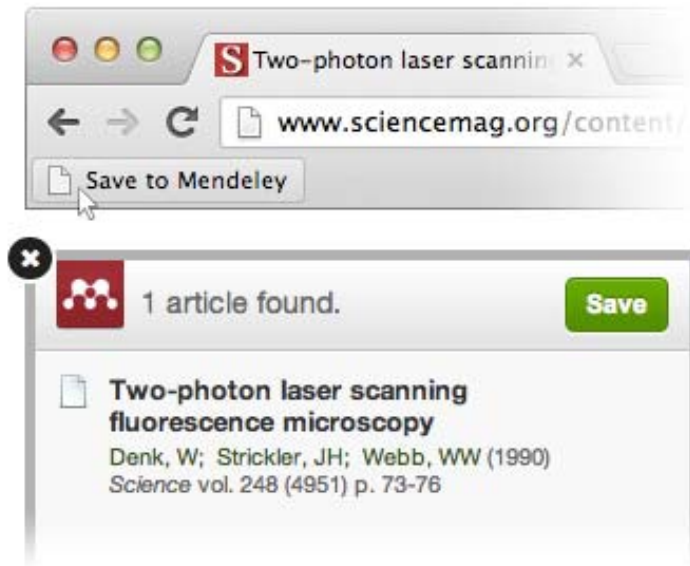 S Two-photon laser scannin
www.sciencemag.org/content/
Save to Mendeley
1 article found.
Save
Two-photon laser scanning
fluorescence microscopy
Denk, W; Strickler, JH; Webb, WW (1990)
Science vol. 248 (4951) p. 73-76